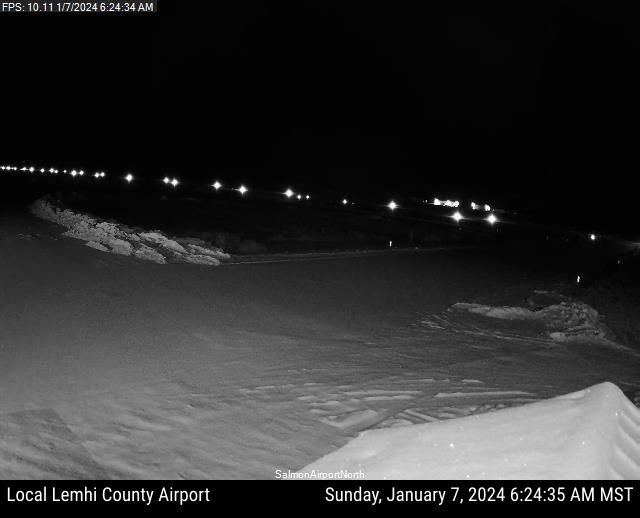 FPS: 10.11 1/7/2024 6:24:34 AM
SalmonAirportNorth
Local Lemhi County Airport Sunday, January 7, 2024 6:24:35 AM MST